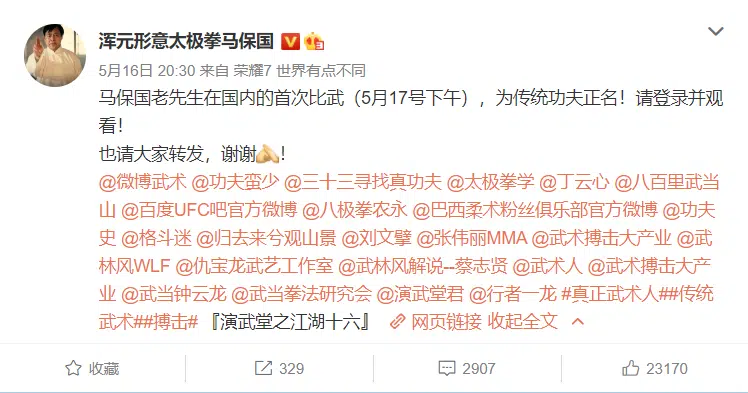 浑元形意太极拳马保国
5月16日 20:30 来自 荣耀7 世界有点不同
马保国老先生在国内的首次比武（5月17号下午），为传统功夫正名！请登录并观
看！
也请大家转发，谢谢！
@微博武术 @功夫蛮少 @三十三寻找真功夫 @太极拳学 @丁云心 @八百里武当
山 @百度UFC吧官方微博 @八极拳农永 @巴西柔术粉丝俱乐部官方微博 @功夫
史 @格斗迷 @归去来兮观山景 @刘文擘 @张伟丽MMA @武术搏击大产业 @武
林风WLF @仇宝龙武艺工作室 @武林风解说--蔡志贤 @武术人 @武术搏击大产
业 @武当钟云龙 @武当拳法研究会 @演武堂君 @行者一龙 #真正武术人##传统
武术##搏击# 『演武堂之江湖十六』 网页链接 收起全文
收藏 329 2907 23170